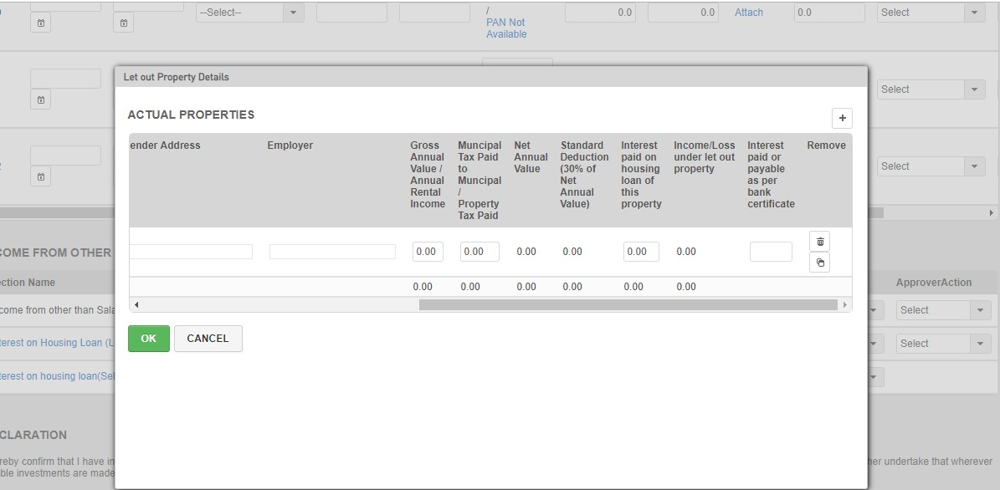 --Select--
/
PAN Not
Available
0.0
0.0
Attach
0.0
Select
Let out Property Details
Select
ACTUAL PROPERTIES
+
ender Address
Employer
Gross
Annual
Value /
Annual
Rental
Income
Muncipal
Tax Paid
to
Muncipal
/
Property
Tax Paid
Net
Annual
Value
Standard
Deduction
(30% of
Net
Annual
Value)
Interest
paid on
housing
loan of
this
property
Income/Loss
under let out
property
Interest
paid or
payable
as per
bank
certificate
Remove
Select
0.00
0.00
0.00
0.00
0.00
0.00
0.00
0.00
0.00
0.00
0.00
0.00
OK
CANCEL
COME FROM OTHER
ection Name
ApproverAction
come from other than Sala
Select
terest on Housing Loan (L
Select
terest on housing loan(Sel
CLARATION
reby confirm that I have in
her undertake that wherever
ble investments are made